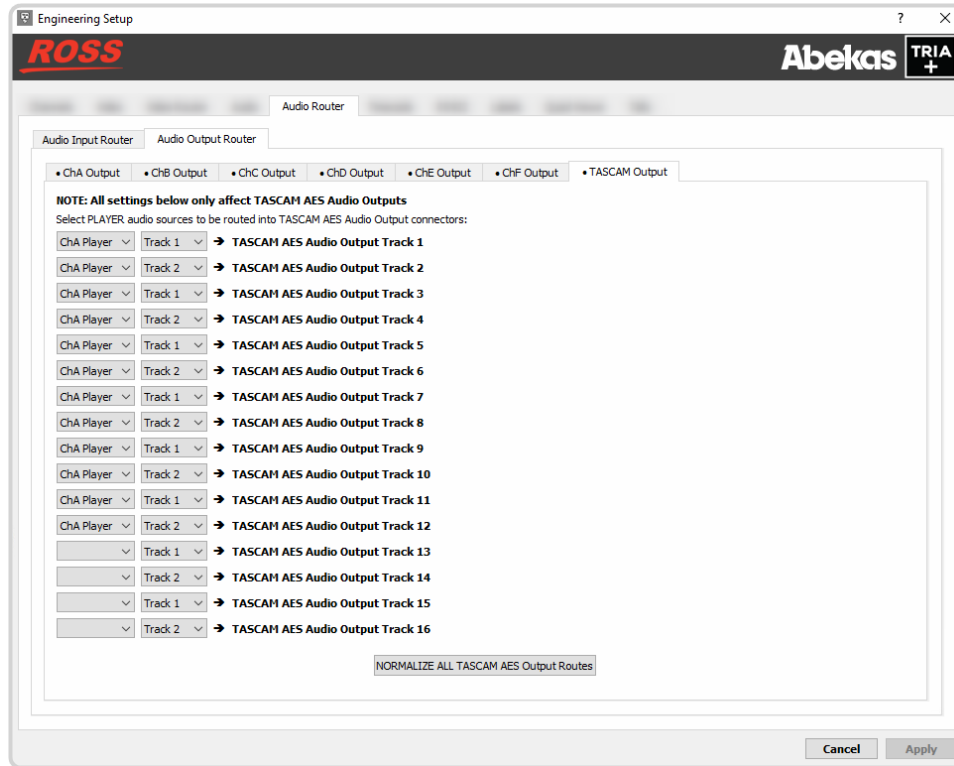 Engineering Setup
ROSS
Abekas TRIA+
Audio Router
Audio Input Router Audio Output Router
• ChA Output • ChB Output • ChC Output • ChD Output • ChE Output • ChF Output • TASCAM Output
NOTE: All settings below only affect TASCAM AES Audio Outputs
Select PLAYER audio sources to be routed into TASCAM AES Audio Output connectors:
ChA Player Track 1 ➔ TASCAM AES Audio Output Track 1
ChA Player Track 2 ➔ TASCAM AES Audio Output Track 2
ChA Player Track 1 ➔ TASCAM AES Audio Output Track 3
ChA Player Track 2 ➔ TASCAM AES Audio Output Track 4
ChA Player Track 1 ➔ TASCAM AES Audio Output Track 5
ChA Player Track 2 ➔ TASCAM AES Audio Output Track 6
ChA Player Track 1 ➔ TASCAM AES Audio Output Track 7
ChA Player Track 2 ➔ TASCAM AES Audio Output Track 8
ChA Player Track 1 ➔ TASCAM AES Audio Output Track 9
ChA Player Track 2 ➔ TASCAM AES Audio Output Track 10
ChA Player Track 1 ➔ TASCAM AES Audio Output Track 11
ChA Player Track 2 ➔ TASCAM AES Audio Output Track 12
Track 1 ➔ TASCAM AES Audio Output Track 13
Track 2 ➔ TASCAM AES Audio Output Track 14
Track 1 ➔ TASCAM AES Audio Output Track 15
Track 2 ➔ TASCAM AES Audio Output Track 16
NORMALIZE ALL TASCAM AES Output Routes
Cancel Apply